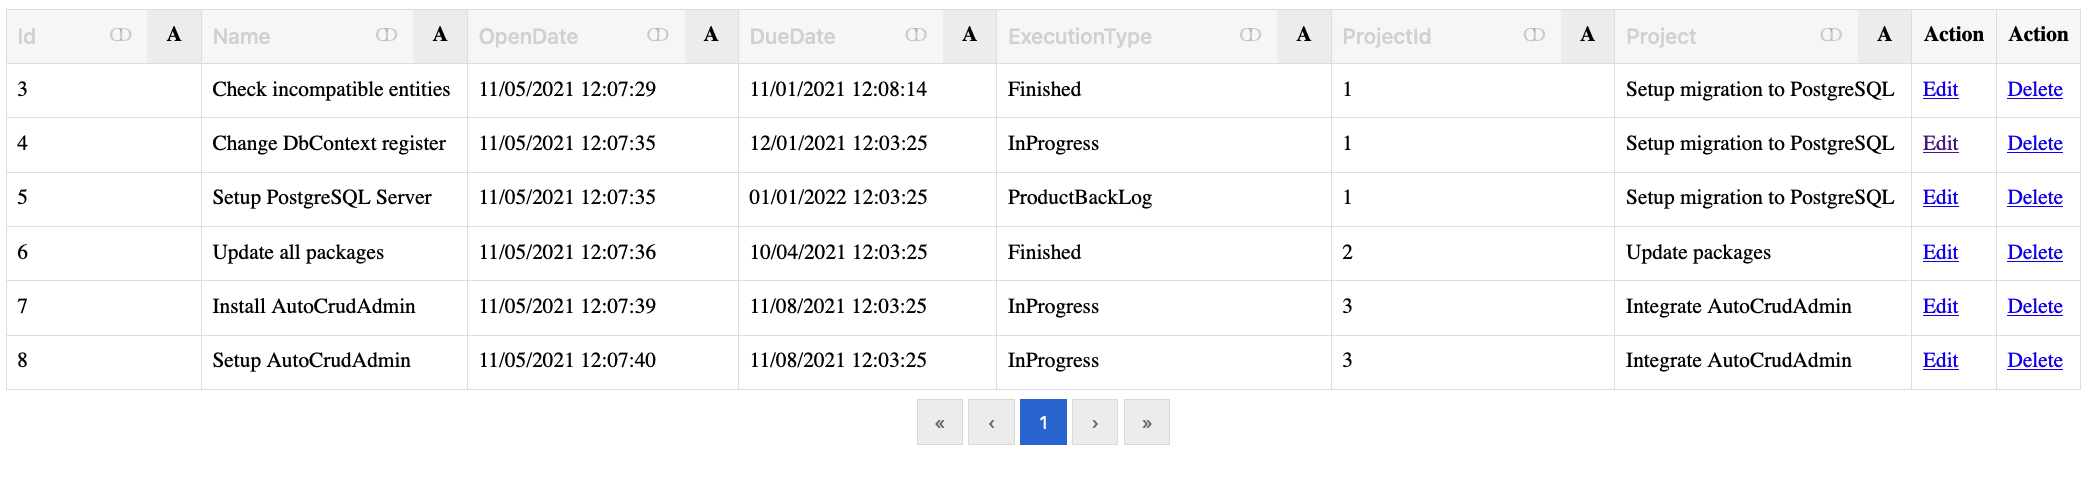 Id A Name A OpenDate A DueDate A ExecutionType A ProjectId A Project A Action Action
3 Check incompatible entities 11/05/2021 12:07:29 11/01/2021 12:08:14 Finished 1 Setup migration to PostgreSQL Edit Delete
4 Change DbContext register 11/05/2021 12:07:35 12/01/2021 12:03:25 InProgress 1 Setup migration to PostgreSQL Edit Delete
5 Setup PostgreSQL Server 11/05/2021 12:07:35 01/01/2022 12:03:25 ProductBackLog 1 Setup migration to PostgreSQL Edit Delete
6 Update all packages 11/05/2021 12:07:36 10/04/2021 12:03:25 Finished 2 Update packages Edit Delete
7 Install AutoCrudAdmin 11/05/2021 12:07:39 11/08/2021 12:03:25 InProgress 3 Integrate AutoCrudAdmin Edit Delete
8 Setup AutoCrudAdmin 11/05/2021 12:07:40 11/08/2021 12:03:25 InProgress 3 Integrate AutoCrudAdmin Edit Delete
« ‹ 1 › »